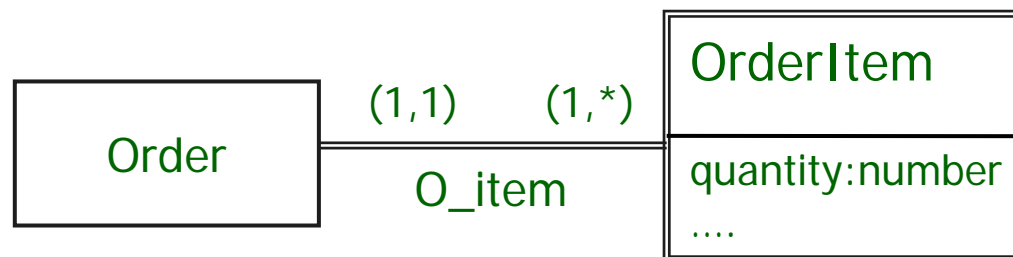 Order
(1,1)
(1,*)
O_item
OrderItem
quantity:number
....